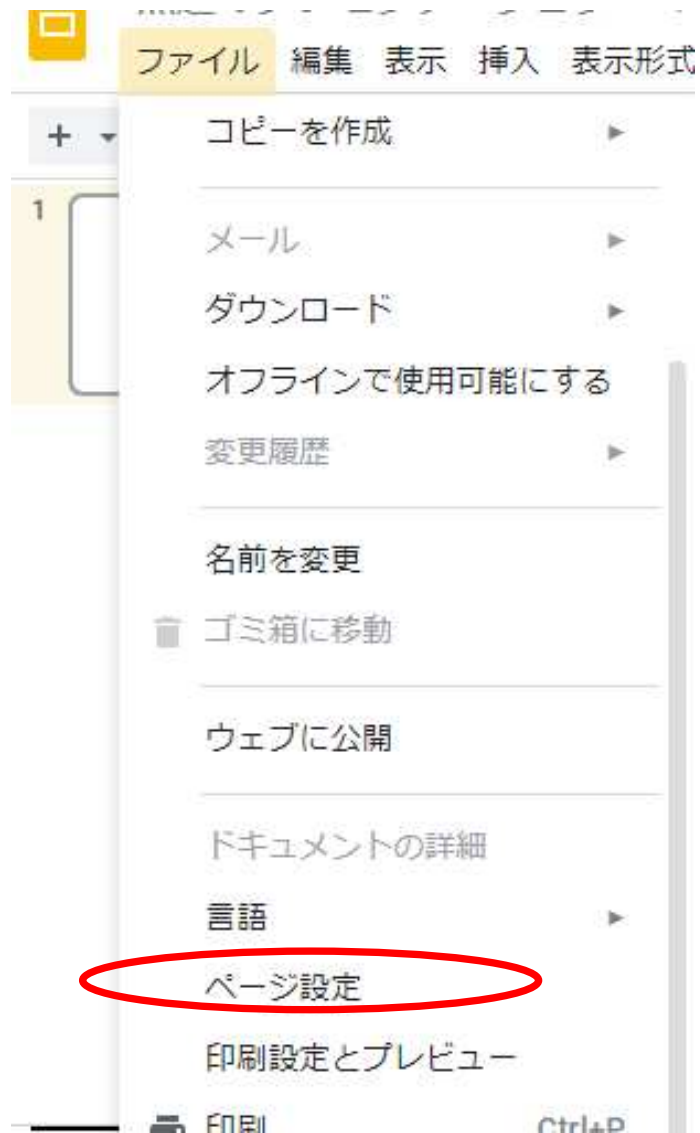 ファイル 編集 表示 挿入 表示形式
コピーを作成
1
メール
ダウンロード
オフラインで使用可能にする
変更履歴
名前を変更
ゴミ箱に移動
ウェブに公開
ドキュメントの詳細
言語
ページ設定
印刷設定とプレビュー
印刷 Ctrl+P